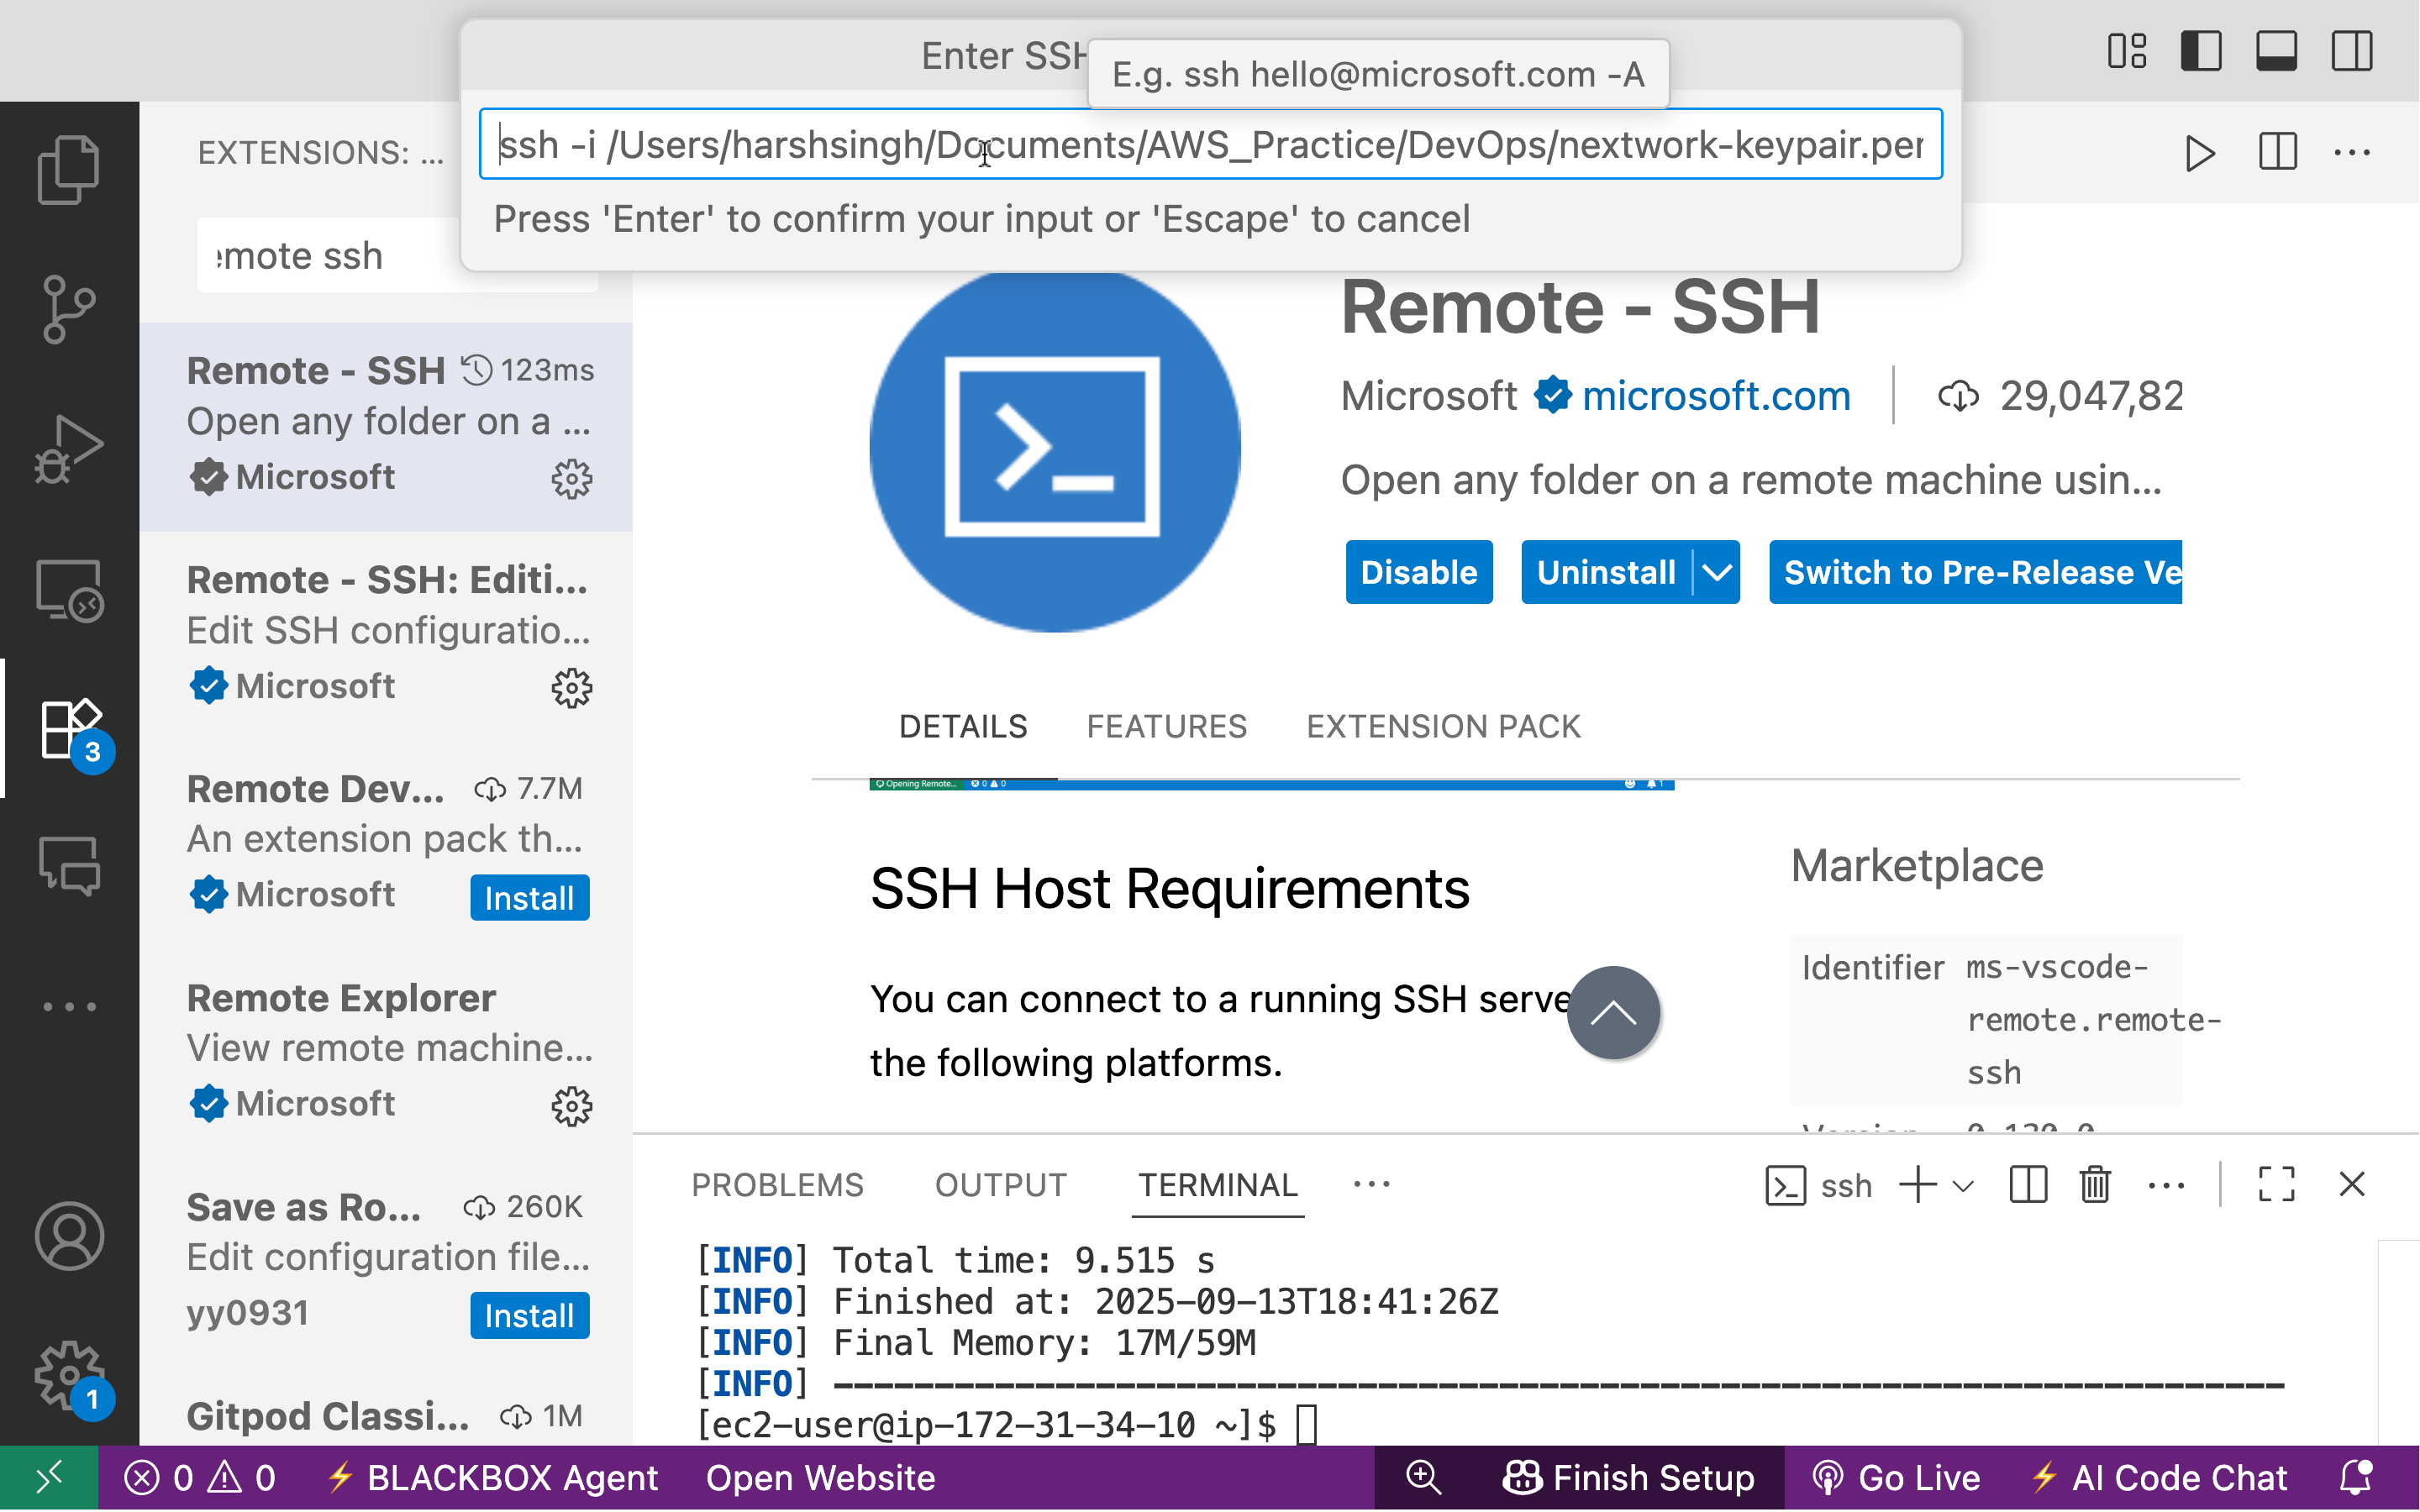 Enter SSH
E.g. ssh hello@microsoft.com -A
ssh -i /Users/harshsingh/Documents/AWS_Practice/DevOps/nextwork-keypair.per
Press 'Enter' to confirm your input or 'Escape' to cancel
EXTENSIONS: ...
mote ssh
Remote - SSH 123ms
Open any folder on a ...
Microsoft
Remote - SSH: Editi...
Edit SSH configuratio...
Microsoft
3
Remote Dev... 7.7M
An extension pack th...
Microsoft Install
Remote Explorer
View remote machine...
Microsoft
Save as Ro... 260K
Edit configuration file...
yy0931 Install
1
Gitpod Classi... 1M
Remote - SSH
Microsoft microsoft.com 29,047,82
Open any folder on a remote machine usin...
Disable Uninstall Switch to Pre-Release Ve
DETAILS FEATURES EXTENSION PACK
Opening Remote... 0 0 1
SSH Host Requirements
You can connect to a running SSH serve
the following platforms.
Marketplace
Identifier ms-vscode-
remote.remote-
ssh
PROBLEMS OUTPUT TERMINAL ... ssh
[INFO] Total time: 9.515 s
[INFO] Finished at: 2025-09-13T18:41:26Z
[INFO] Final Memory: 17M/59M
[INFO] ------------------------------------------------------------------------
[ec2-user@ip-172-31-34-10 ~]$
0 0 BLACKBOX Agent Open Website Finish Setup Go Live AI Code Chat